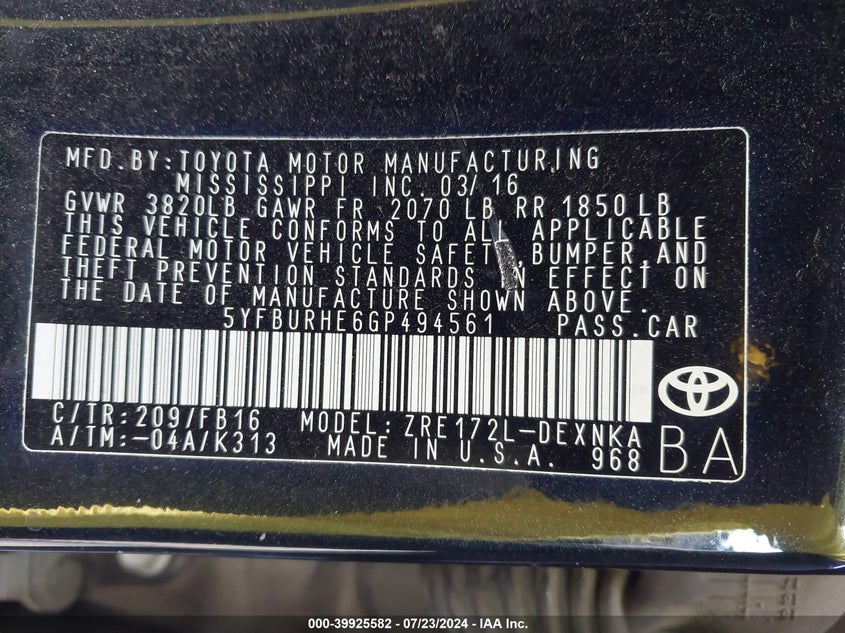 MFD.BY:TOYOTA MOTOR MANUFACTURING
MISSISSIPPI INC. 03/16
GVWR 3820LB GAWR FR 2070 LB RR 1850LB
THIS VEHICLE CONFORMS TO ALL APPLICABLE
FEDERAL MOTOR VEHICLE SAFETY,BUMPER,AND
THEFT PREVENTION STANDARDS IN EFFECT ON
THE DATE OF MANUFACTURE SHOWN ABOVE.
5YFBURHE6GP494561 PASS.CAR
C/TR:209/FB16 MODEL:ZRE172L-DEXNKA
A/TM:-04A/K313 MADE IN U.S.A. 968 BA
000-39925582 / 07/23/2024 - IAA Inc.